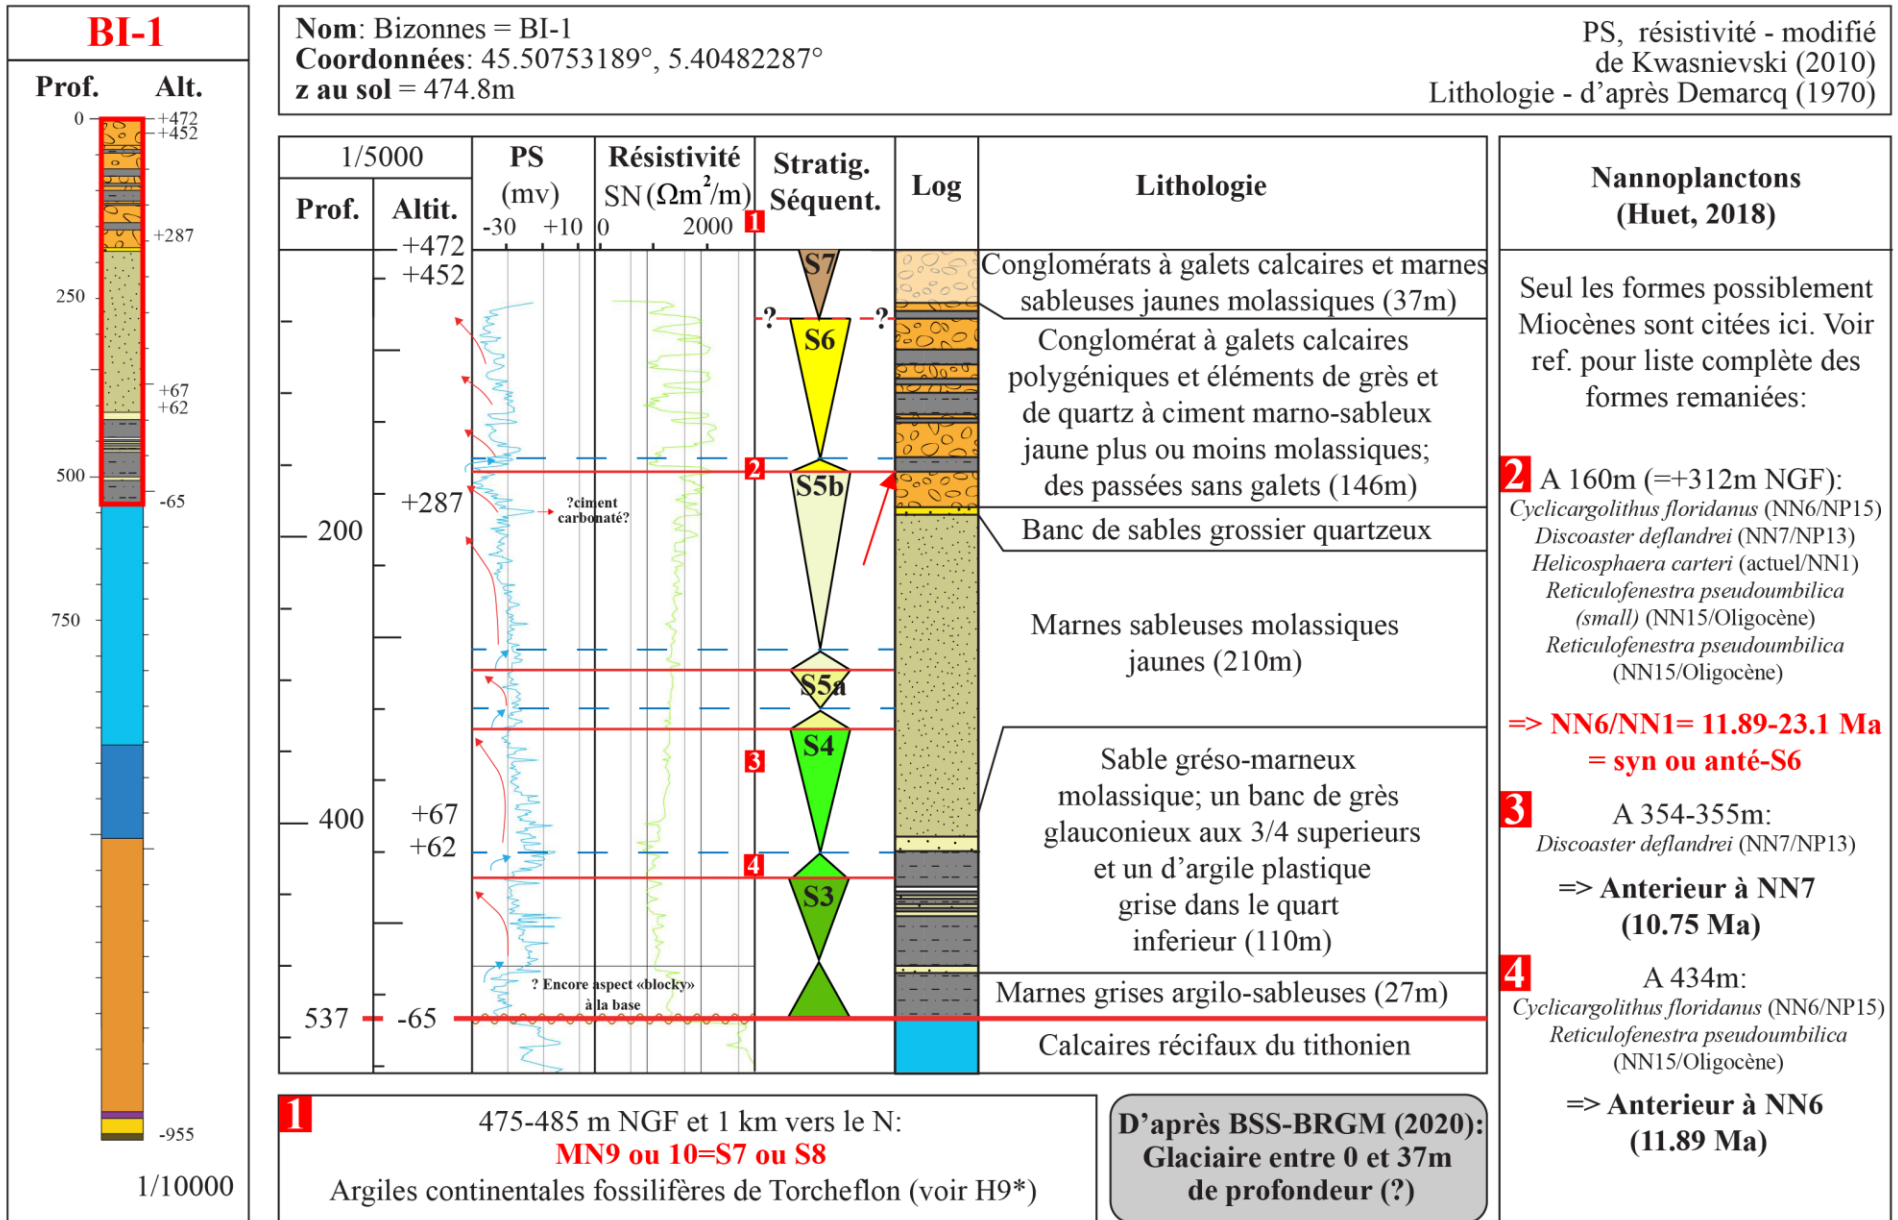 BI-1
Prof. Alt.
0
+472
+452
+287
250
+67
+62
500
-65
750
-955
1/10000
Nom: Bizonnes = BI-1
Coordonnées: 45.50753189°, 5.40482287°
z au sol = 474.8m
PS, résistivité - modifié
de Kwasnievski (2010)
Lithologie - d'après Demarcq (1970)
1/5000
Prof. Altit.
PS
(mv)
-30 +10
Résistivité
SN (Ωm²/m)
0 2000
1
Stratig.
Séquent.
Log
Lithologie
+472
+452
+287
200
+67
400
+62
537 -65
?ciment
carbonaté?
? Encore aspect «blocky»
à la base
2
3
4
S7
? ?
S6
S5b
S5a
S4
S3
Conglomérats à galets calcaires et marnes
sableuses jaunes molassiques (37m)
Conglomérat à galets calcaires
polygéniques et éléments de grès et
de quartz à ciment marno-sableux
jaune plus ou moins molassiques;
des passées sans galets (146m)
Banc de sables grossier quartzeux
Marnes sableuses molassiques
jaunes (210m)
Sable gréso-marneux
molassique; un banc de grès
glauconieux aux 3/4 superieurs
et un d'argile plastique
grise dans le quart
inferieur (110m)
Marnes grises argilo-sableuses (27m)
Calcaires récifaux du tithonien
Nannoplanctons
(Huet, 2018)
Seul les formes possiblement
Miocènes sont citées ici. Voir
ref. pour liste complète des
formes remaniées:
2 A 160m (=+312m NGF):
Cyclicargolithus floridanus (NN6/NP15)
Discoaster deflandrei (NN7/NP13)
Helicosphaera carteri (actuel/NN1)
Reticulofenestra pseudoumbilica
(small) (NN15/Oligocène)
Reticulofenestra pseudoumbilica
(NN15/Oligocène)
=> NN6/NN1= 11.89-23.1 Ma
= syn ou anté-S6
3 A 354-355m:
Discoaster deflandrei (NN7/NP13)
=> Anterieur à NN7
(10.75 Ma)
4 A 434m:
Cyclicargolithus floridanus (NN6/NP15)
Reticulofenestra pseudoumbilica
(NN15/Oligocène)
=> Anterieur à NN6
(11.89 Ma)
1 475-485 m NGF et 1 km vers le N:
MN9 ou 10=S7 ou S8
Argiles continentales fossilifères de Torcheflon (voir H9*)
D'après BSS-BRGM (2020):
Glaciaire entre 0 et 37m
de profondeur (?)